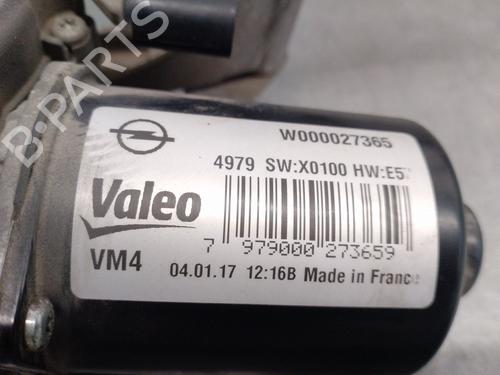 B-PARTS
W000027365
4979 SW:X0100 HW:E5
Valeo
7 979000 273659
VM4
04.01.17 12:16B Made in France